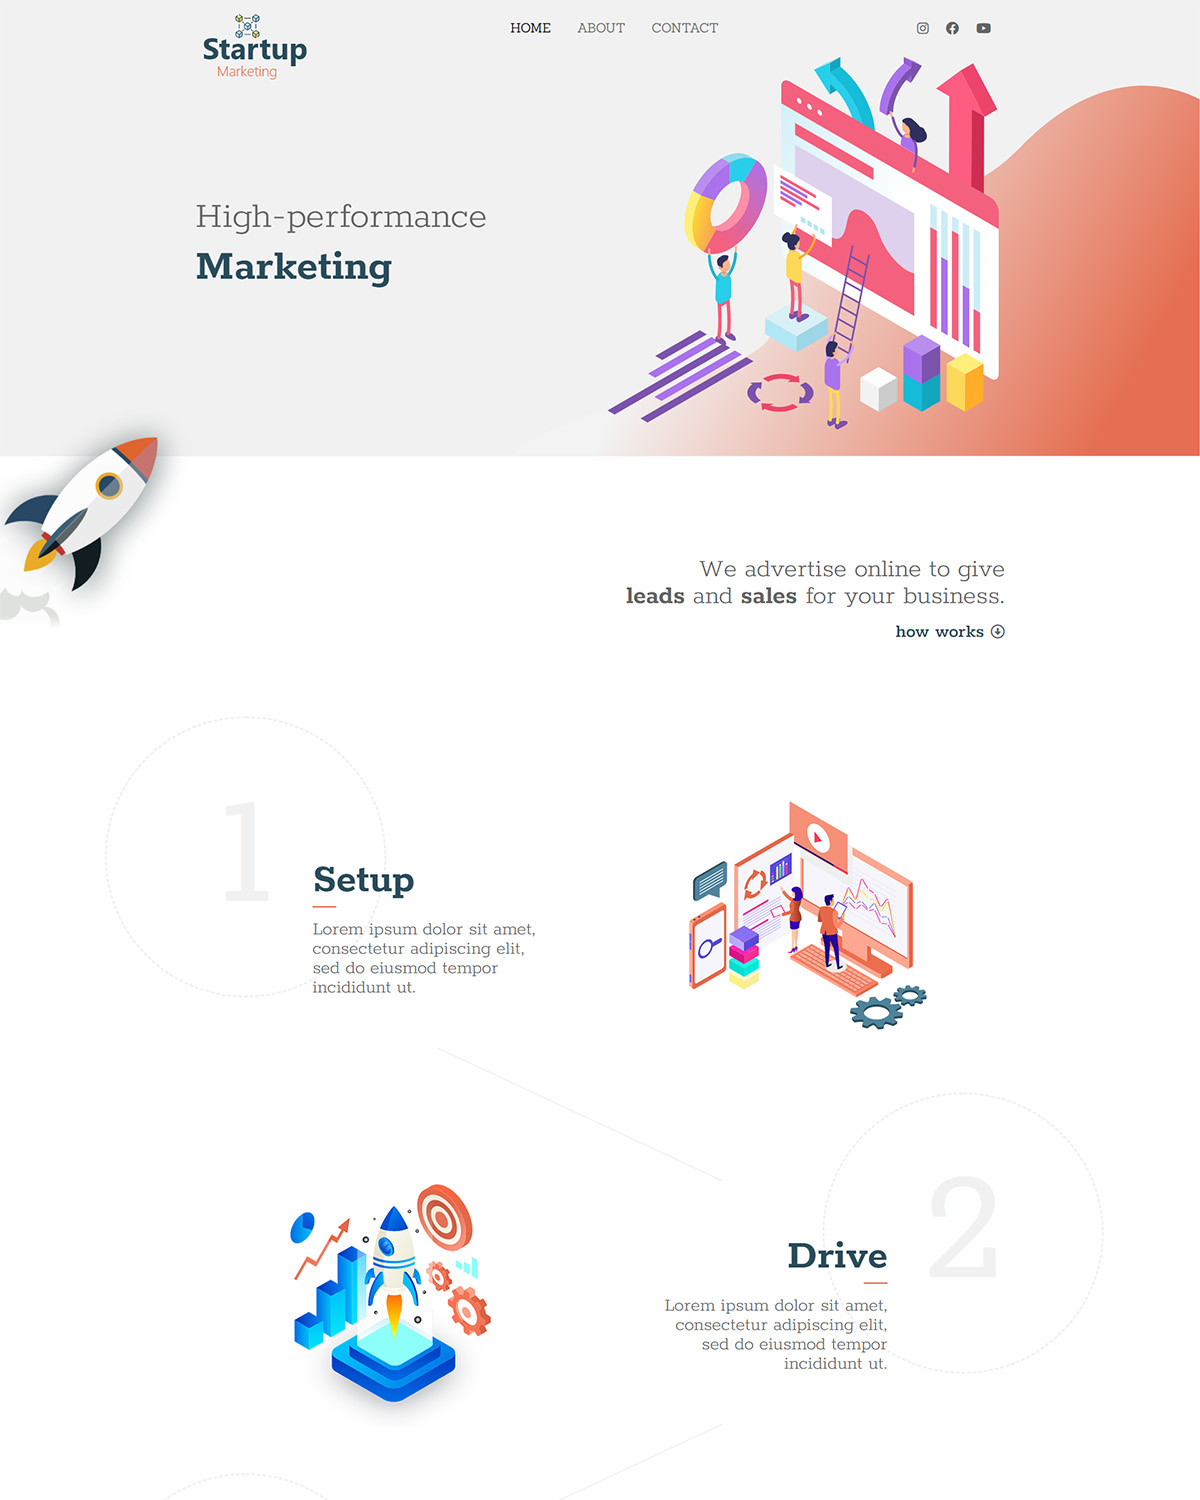 Startup
Marketing
HOME ABOUT CONTACT
High-performance
Marketing
We advertise online to give
leads and sales for your business.
how works
1
Setup
Lorem ipsum dolor sit amet,
consectetur adipiscing elit,
sed do eiusmod tempor
incididunt ut.
2
Drive
Lorem ipsum dolor sit amet,
consectetur adipiscing elit,
sed do eiusmod tempor
incididunt ut.